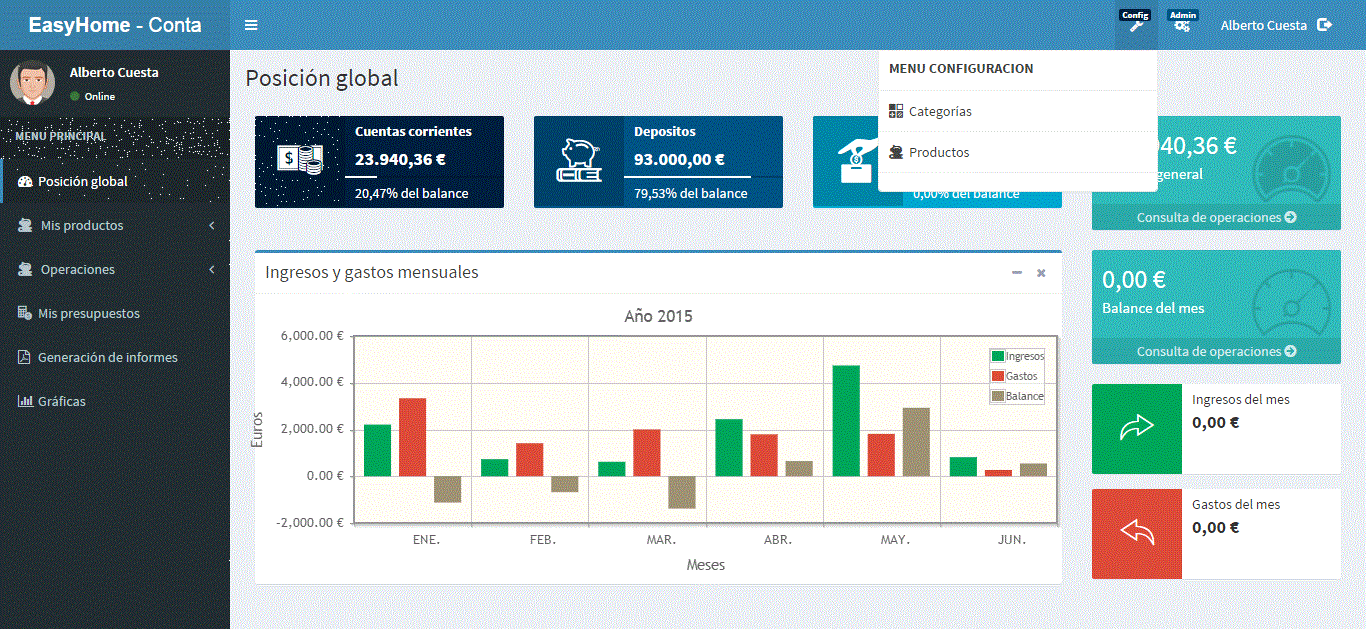 EasyHome - Conta
Config
Admin
Alberto Cuesta
Alberto Cuesta
Online
MENU PRINCIPAL
Posición global
Mis productos
Operaciones
Mis presupuestos
Generación de informes
Gráficas
Posición global
MENU CONFIGURACION
Categorías
Productos
Cuentas corrientes
23.940,36 €
20,47% del balance
Depositos
93.000,00 €
79,53% del balance
0,00% del balance
940,36 €
general
Consulta de operaciones
0,00 €
Balance del mes
Consulta de operaciones
Ingresos del mes
0,00 €
Gastos del mes
0,00 €
Ingresos y gastos mensuales
Año 2015
6,000.00 €
4,000.00 €
2,000.00 €
0.00 €
-2,000.00 €
Euros
Ingresos
Gastos
Balance
ENE.
FEB.
MAR.
ABR.
MAY.
JUN.
Meses